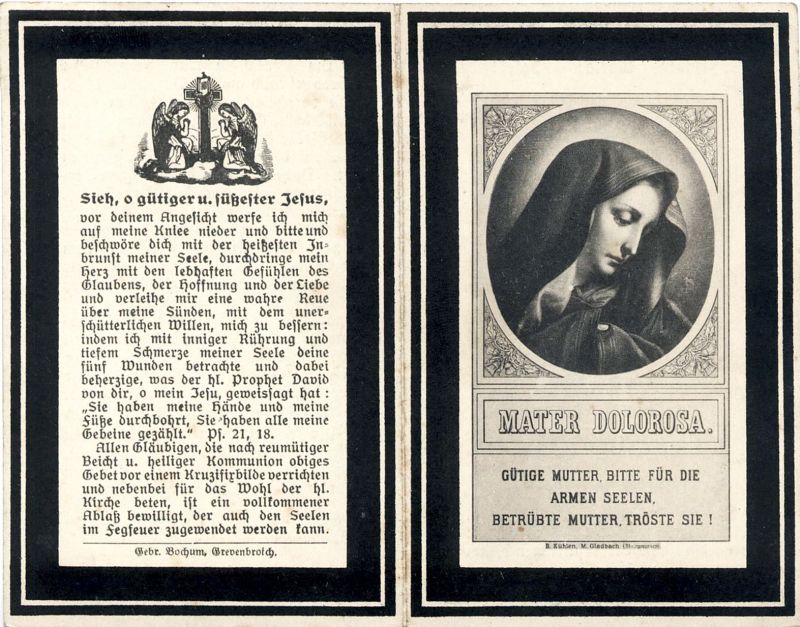 Sieh, o gütiger u. süßester Jesus,
vor deinem Angesicht werfe ich mich
auf meine Kniee nieder und bitte und
beschwöre dich mit der heißesten In-
brunst meiner Seele, durchdringe mein
Herz mit den lebhaften Gefühlen des
Glaubens, der Hoffnung und der Liebe
und verleihe mir eine wahre Reue
über meine Sünden, mit dem uner-
schütterlichen Willen, mich zu bessern:
indem ich mit inniger Rührung und
tiefem Schmerze meiner Seele deine
fünf Wunden betrachte und dabei
beherzige, was der hl. Prophet David
von dir, o mein Jesu, geweissagt hat:
„Sie haben meine Hände und meine
Füße durchbohrt, Sie haben alle meine
Gebeine gezählt.“ Ps. 21, 18.
Allen Gläubigen, die nach reumütiger
Beicht u. heiliger Kommunion obiges
Gebet vor einem Kruzifixbilde verrichten
und nebenbei für das Wohl der hl.
Kirche beten, ist ein vollkommener
Ablaß bewilligt, der auch den Seelen
im Fegfeuer zugewendet werden kann.
Gebr. Bochum, Grevenbroich.
MATER DOLOROSA.
GÜTIGE MUTTER, BITTE FÜR DIE
ARMEN SEELEN,
BETRÜBTE MUTTER, TRÖSTE SIE!
B. Kühlen, M. Gladbach